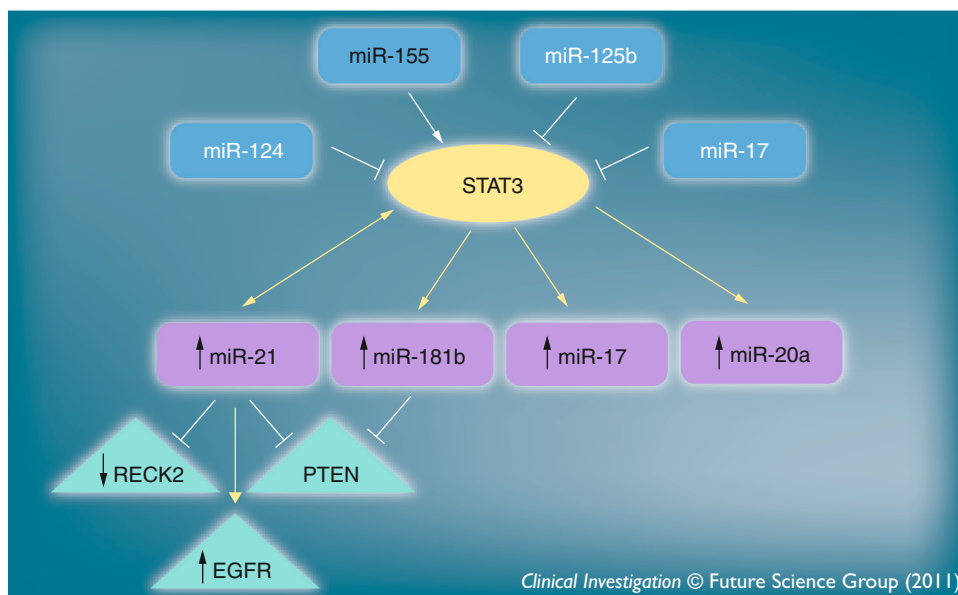 miR-155
miR-125b
miR-124
miR-17
STAT3
↑ miR-21
↑ miR-181b
↑ miR-17
↑ miR-20a
↓ RECK2
PTEN
↑ EGFR
Clinical Investigation © Future Science Group (2011)